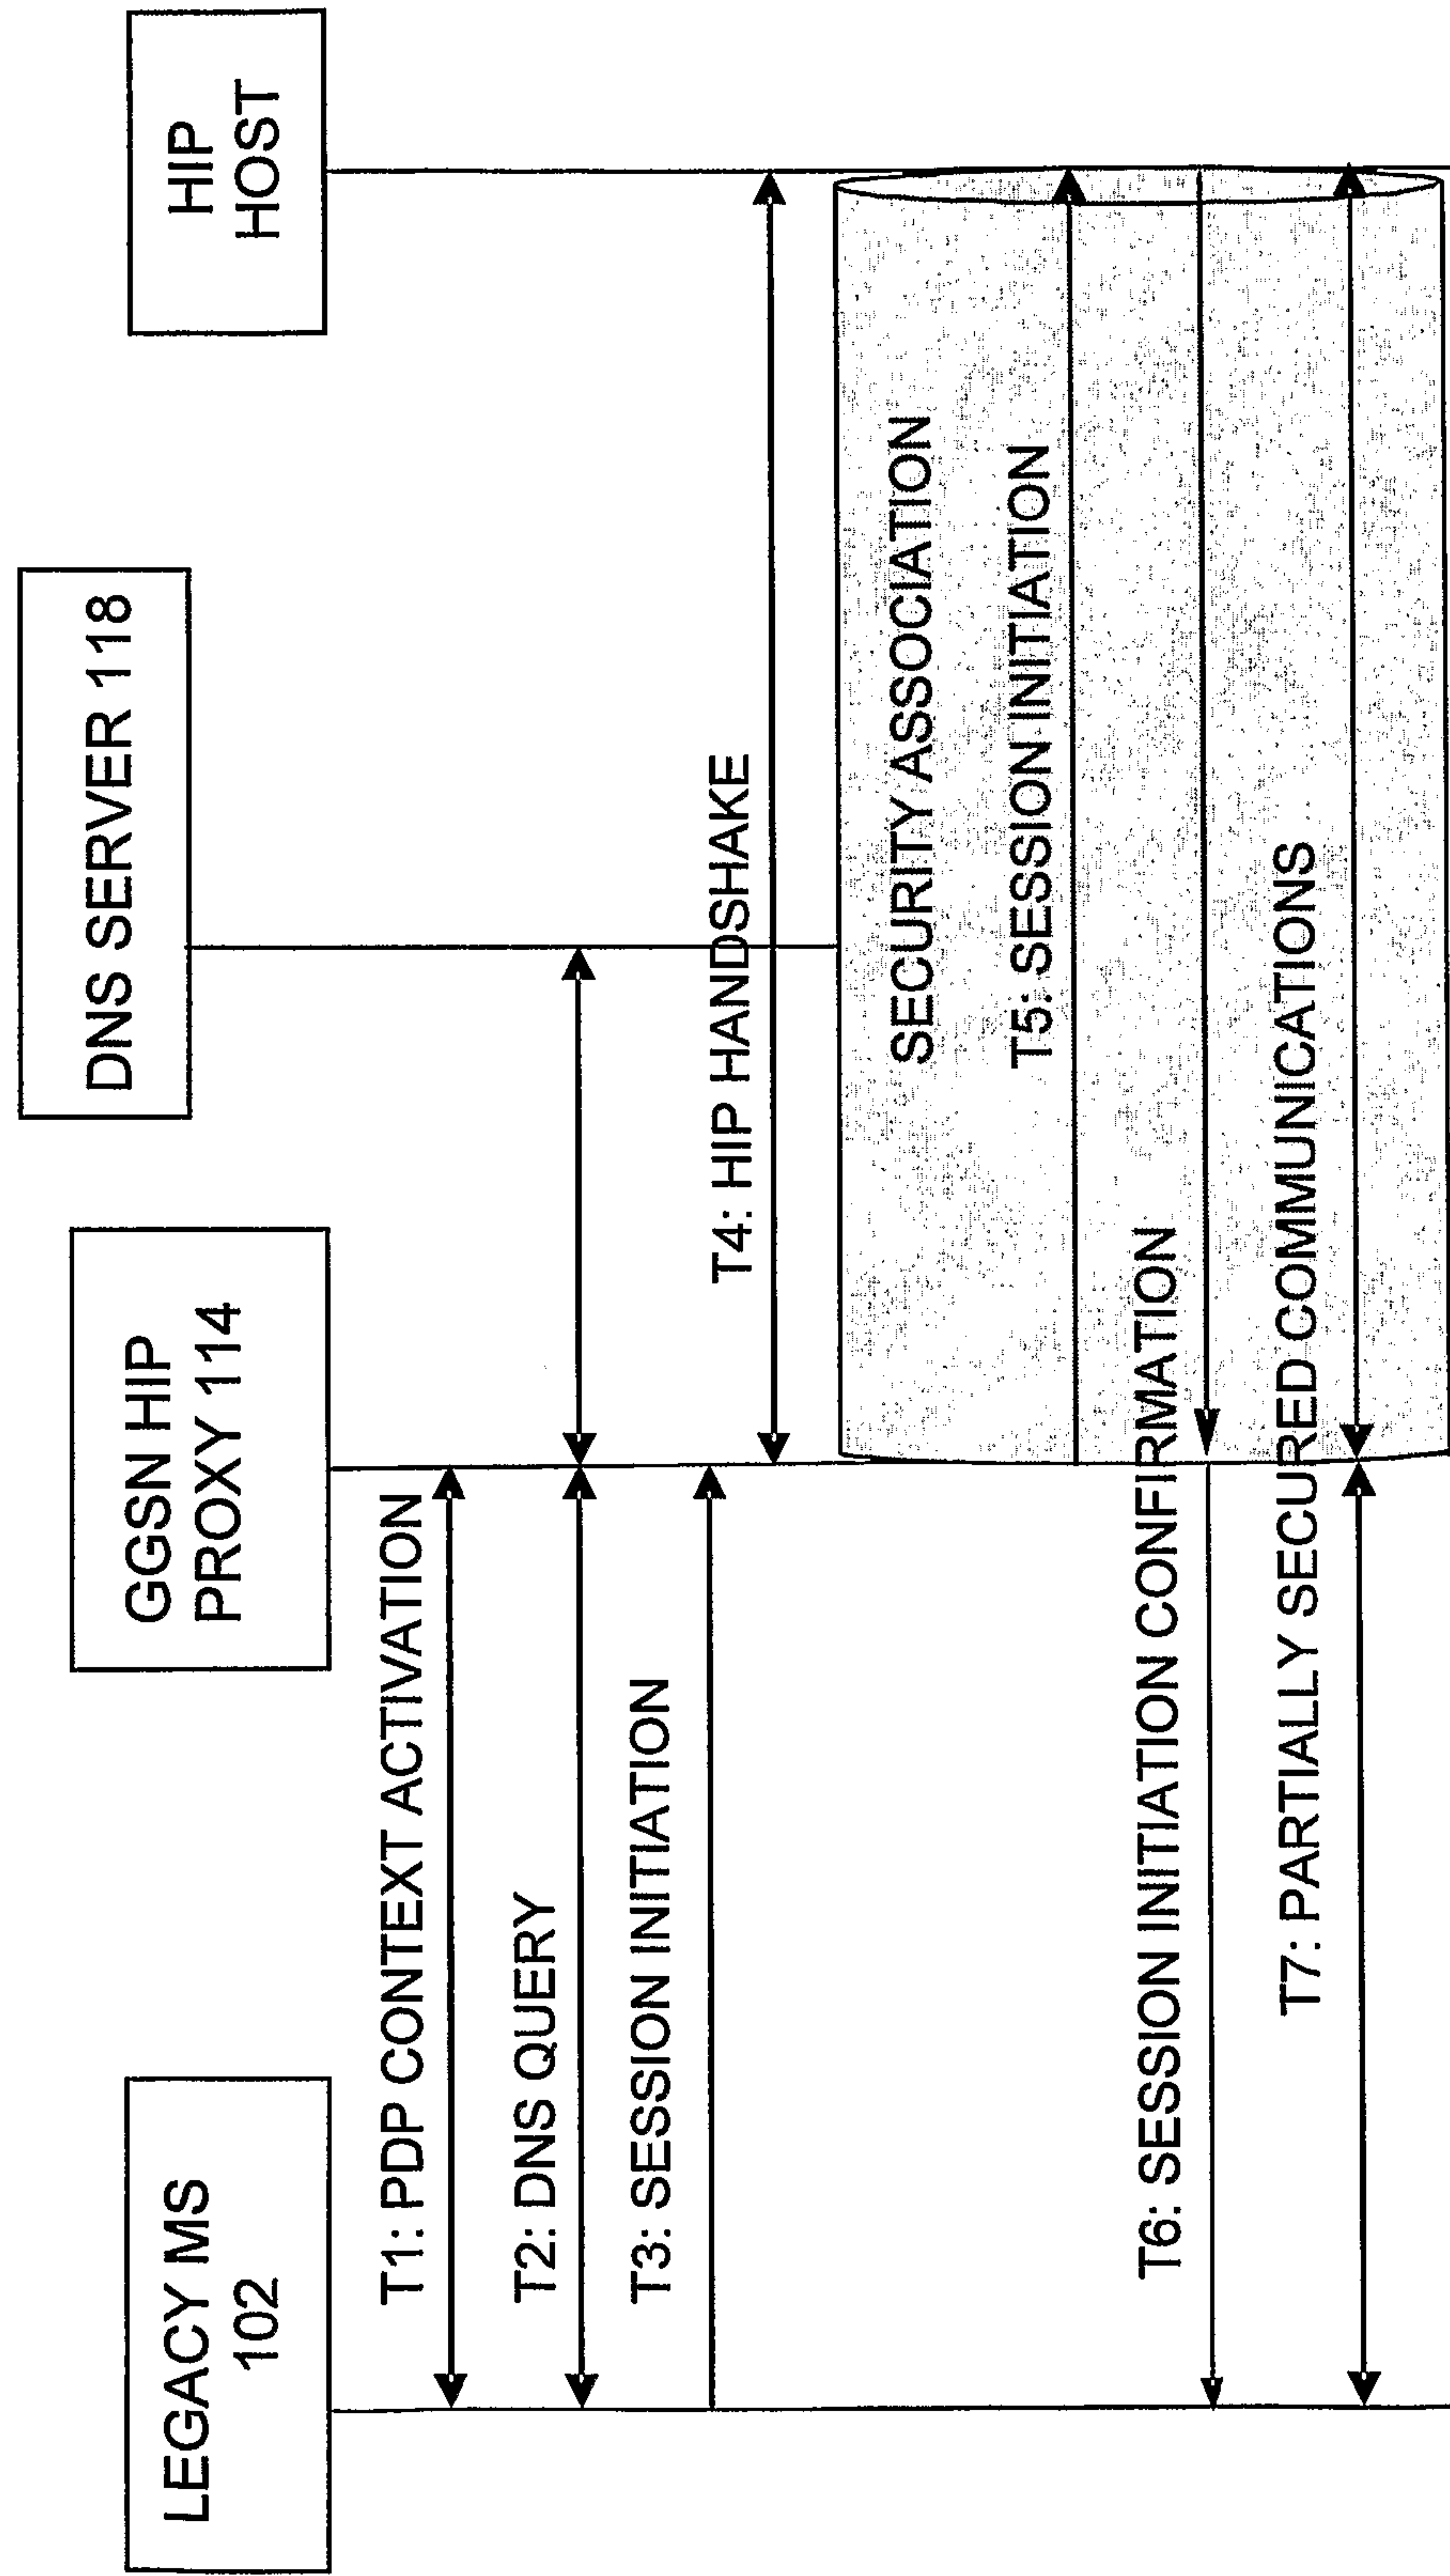 LEGACY MS
102
GGSN HIP
PROXY 114
DNS SERVER 118
HIP
HOST
T1: PDP CONTEXT ACTIVATION
T2: DNS QUERY
T3: SESSION INITIATION
T4: HIP HANDSHAKE
SECURITY ASSOCIATION
T5: SESSION INITIATION
T6: SESSION INITIATION CONFIRMATION
T7: PARTIALLY SECURED COMMUNICATIONS